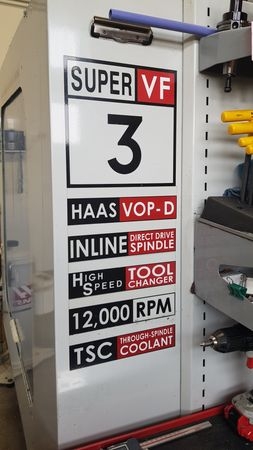 SUPER VF
3
HAAS VOP-D
INLINE DIRECT DRIVE SPINDLE
HIGH SPEED TOOL CHANGER
12,000 RPM
TSC THROUGH-SPINDLE COOLANT